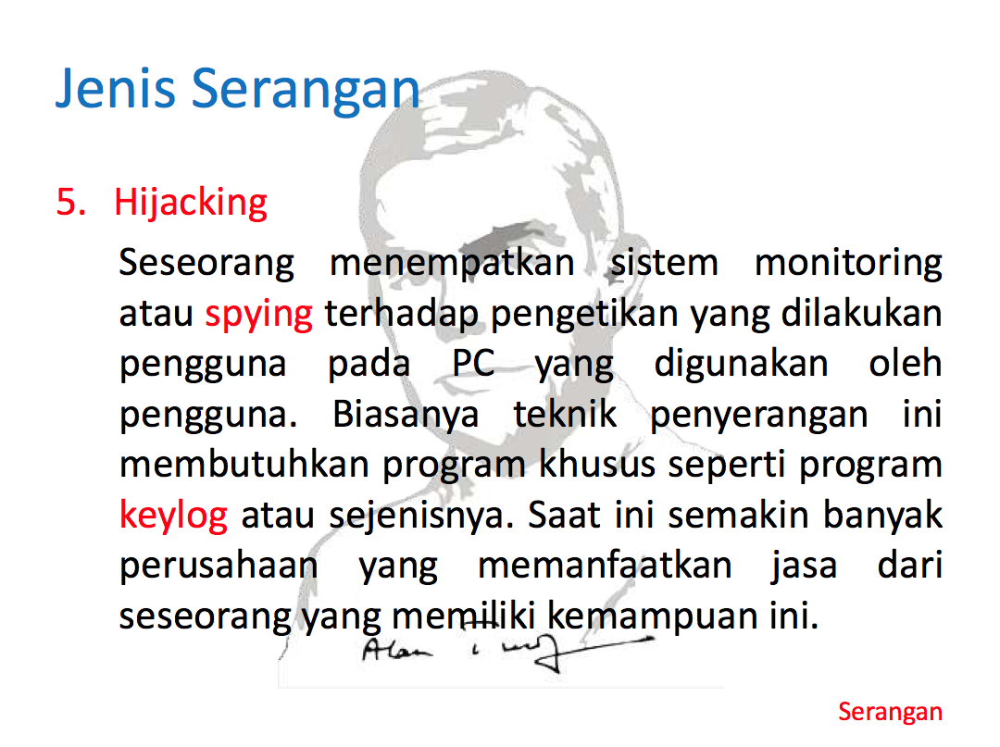 Jenis Serangan
5. Hijacking
Seseorang menempatkan sistem monitoring
atau spying terhadap pengetikan yang dilakukan
pengguna pada PC yang digunakan oleh
pengguna. Biasanya teknik penyerangan ini
membutuhkan program khusus seperti program
keylog atau sejenisnya. Saat ini semakin banyak
perusahaan yang memanfaatkan jasa dari
seseorang yang memiliki kemampuan ini.
Alan Turing
Serangan